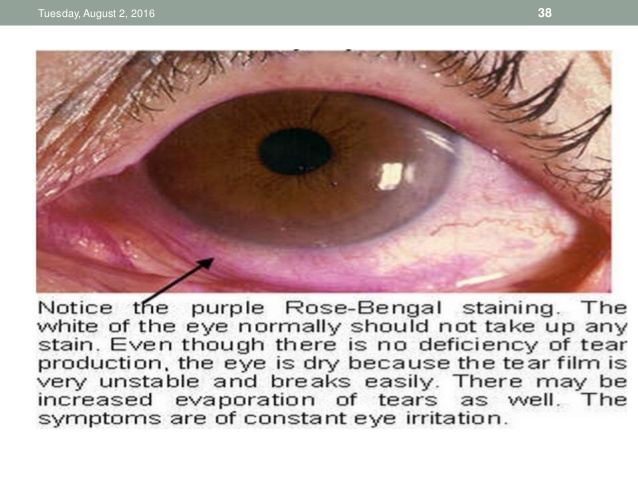 Tuesday, August 2, 2016
38
Notice the purple Rose-Bengal staining. The
white of the eye normally should not take up any
stain. Even though there is no deficiency of tear
production, the eye is dry because the tear film is
very unstable and breaks easily. There may be
increased evaporation of tears as well. The
symptoms are of constant eye irritation.